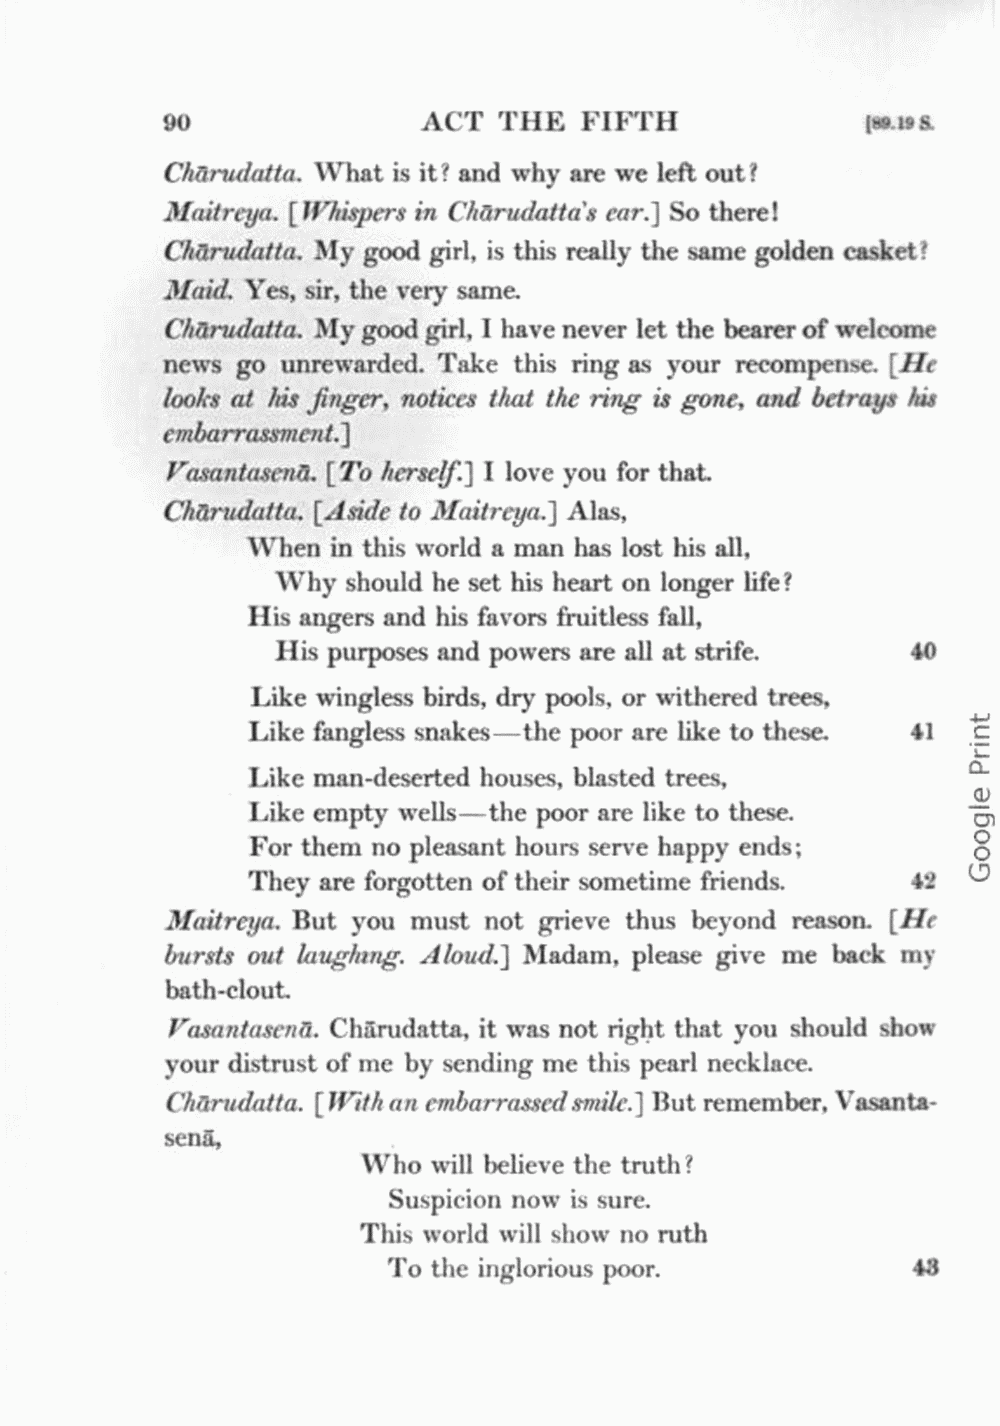 90 ACT THE FIFTH [89.19 S.
Chārudatta. What is it? and why are we left out?
Maitreya. [Whispers in Chārudatta's ear.] So there!
Chārudatta. My good girl, is this really the same golden casket?
Maid. Yes, sir, the very same.
Chārudatta. My good girl, I have never let the bearer of welcome
news go unrewarded. Take this ring as your recompense. [He
looks at his finger, notices that the ring is gone, and betrays his
embarrassment.]
Vasantasenā. [To herself.] I love you for that.
Chārudatta. [Aside to Maitreya.] Alas,
When in this world a man has lost his all,
Why should he set his heart on longer life?
His angers and his favors fruitless fall,
His purposes and powers are all at strife. 40
Like wingless birds, dry pools, or withered trees,
Like fangless snakes—the poor are like to these. 41
Like man-deserted houses, blasted trees,
Like empty wells—the poor are like to these.
For them no pleasant hours serve happy ends;
They are forgotten of their sometime friends. 42
Maitreya. But you must not grieve thus beyond reason. [He
bursts out laughing. Aloud.] Madam, please give me back my
bath-clout.
Vasantasenā. Chārudatta, it was not right that you should show
your distrust of me by sending me this pearl necklace.
Chārudatta. [With an embarrassed smile.] But remember, Vasanta-
senā,
Who will believe the truth?
Suspicion now is sure.
This world will show no ruth
To the inglorious poor. 43
Google Print